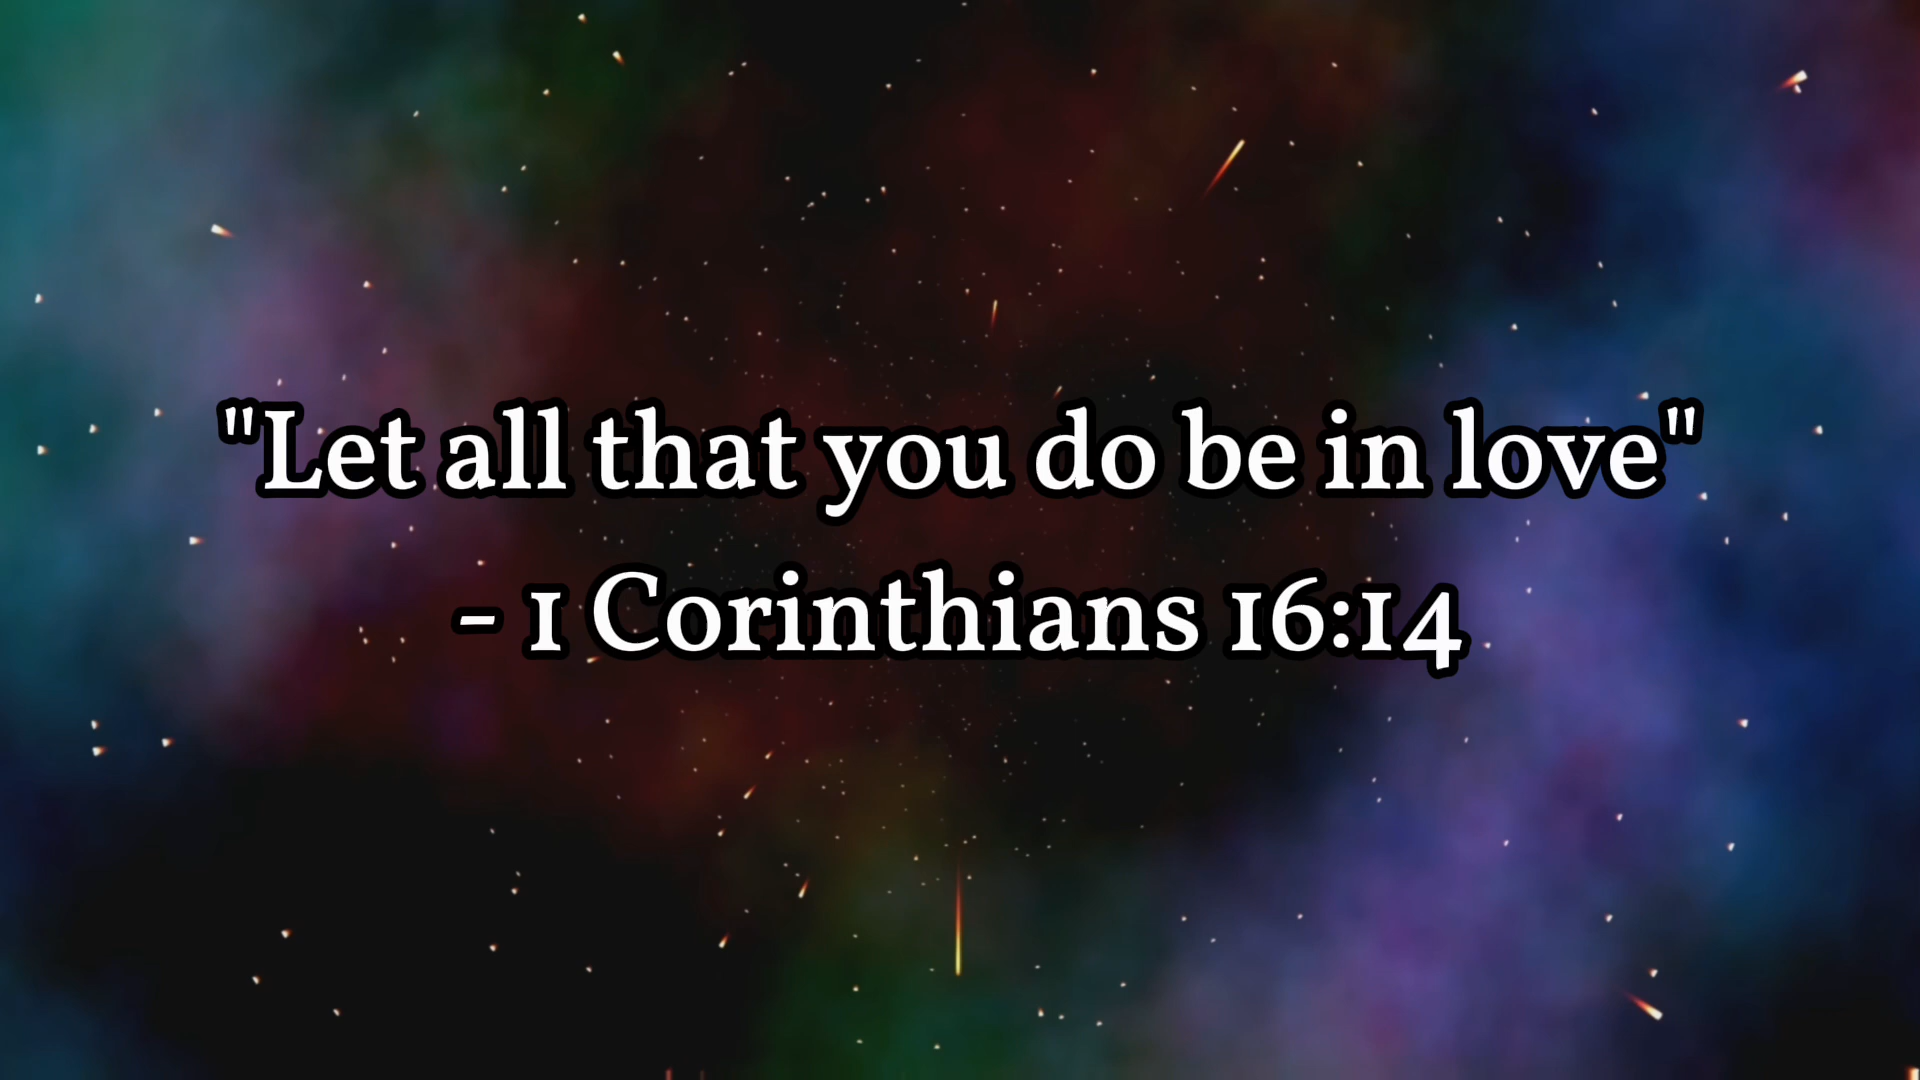 "Let all that you do be in love"
- 1 Corinthians 16:14